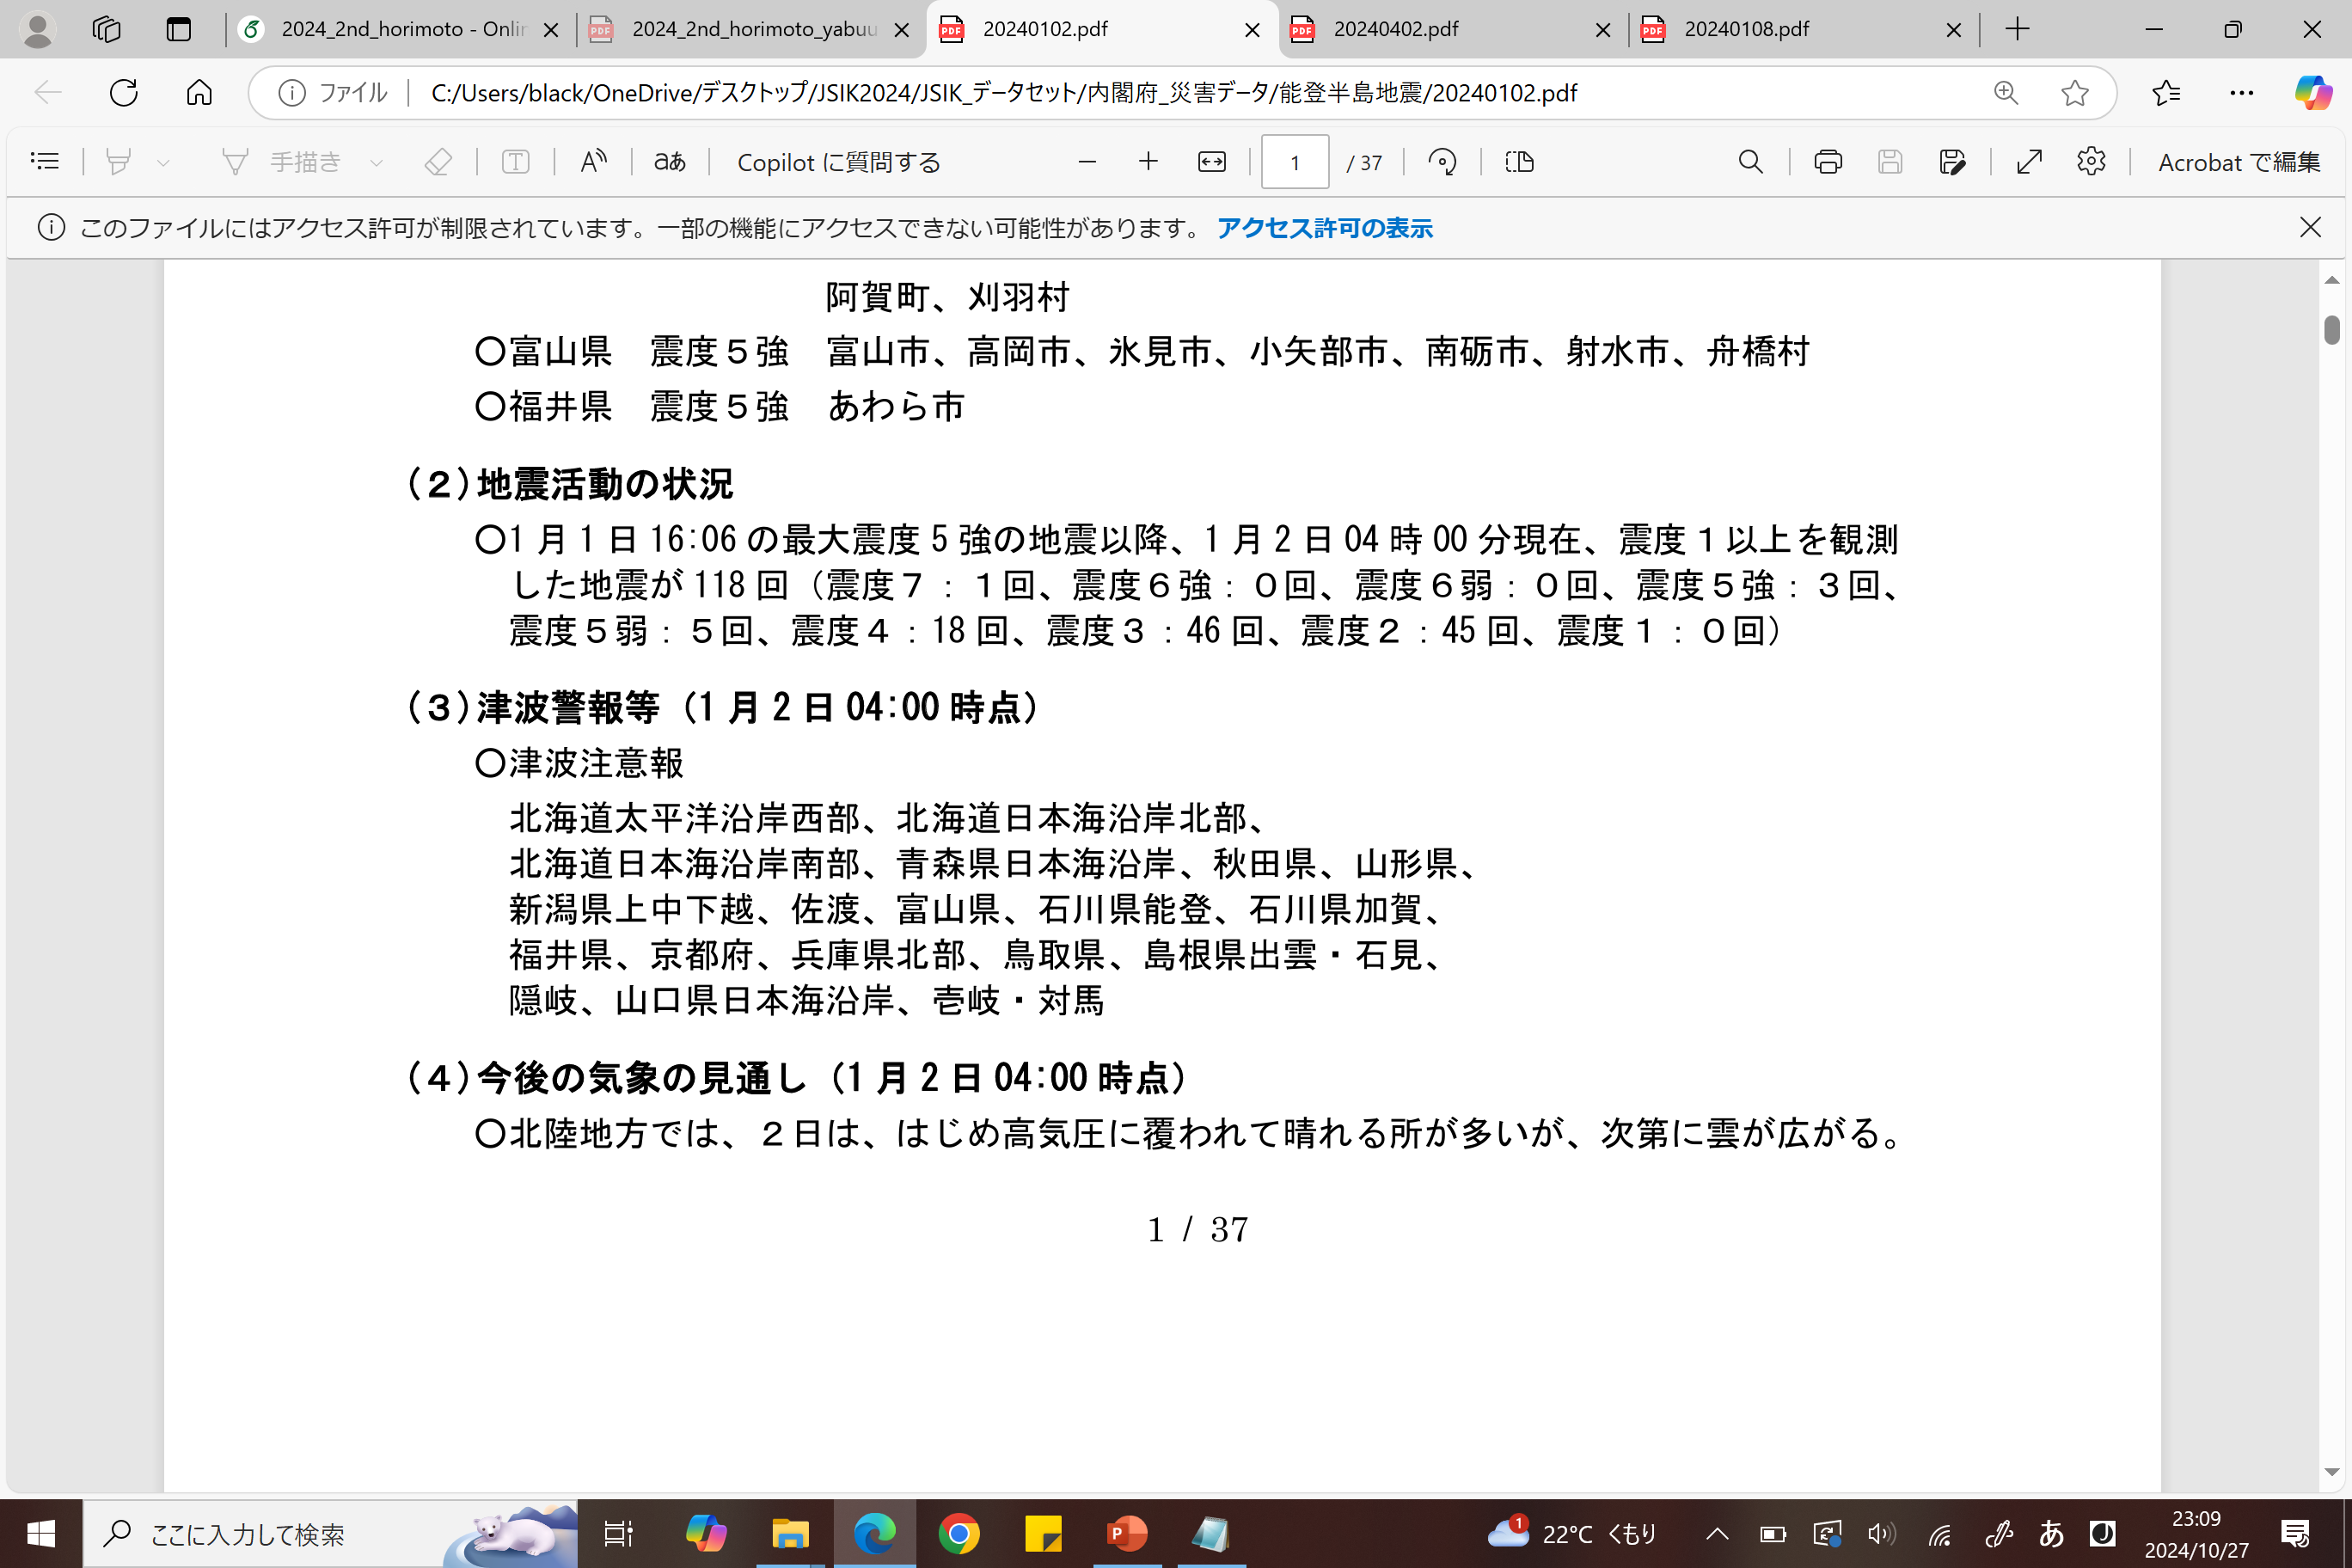 2024_2nd_horimoto - Onlin
2024_2nd_horimoto_yabuu
20240102.pdf
20240402.pdf
20240108.pdf
ファイル
C:/Users/black/OneDrive/デスクトップ/JSIK2024/JSIK_データセット/内閣府_災害データ/能登半島地震/20240102.pdf
手描き
aあ
Copilot に質問する
1
/ 37
Acrobat で編集
このファイルにはアクセス許可が制限されています。一部の機能にアクセスできない可能性があります。 アクセス許可の表示
阿賀町、刈羽村
○富山県　震度５強　富山市、高岡市、氷見市、小矢部市、南砺市、射水市、舟橋村
○福井県　震度５強　あわら市
（２）地震活動の状況
○1 月 1 日 16:06 の最大震度 5 強の地震以降、1 月 2 日 04 時 00 分現在、震度１以上を観測
した地震が 118 回（震度７：１回、震度６強：０回、震度６弱：０回、震度５強：３回、
震度５弱：５回、震度４：18 回、震度３：46 回、震度２：45 回、震度１：０回）
（３）津波警報等（1 月 2 日 04:00 時点）
○津波注意報
北海道太平洋沿岸西部、北海道日本海沿岸北部、
北海道日本海沿岸南部、青森県日本海沿岸、秋田県、山形県、
新潟県上中下越、佐渡、富山県、石川県能登、石川県加賀、
福井県、京都府、兵庫県北部、鳥取県、島根県出雲・石見、
隠岐、山口県日本海沿岸、壱岐・対馬
（４）今後の気象の見通し（1 月 2 日 04:00 時点）
○北陸地方では、２日は、はじめ高気圧に覆われて晴れる所が多いが、次第に雲が広がる。
1 / 37
ここに入力して検索
1
22°C くもり
あ
23:09
2024/10/27